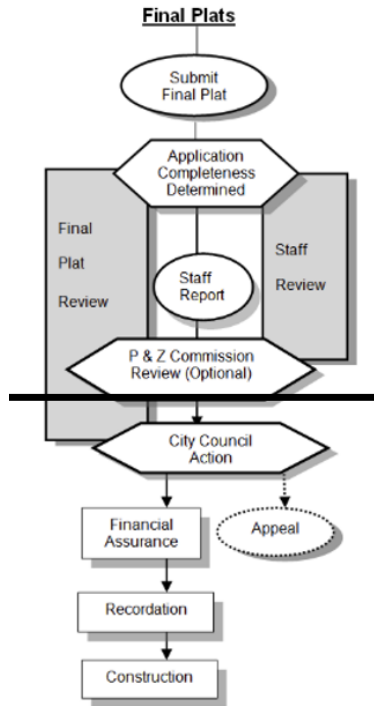 Final Plats
Submit
Final Plat
Application
Completeness
Determined
Final
Plat
Review
Staff
Review
Staff
Report
P & Z Commission
Review (Optional)
City Council
Action
Financial
Assurance
Appeal
Recordation
Construction